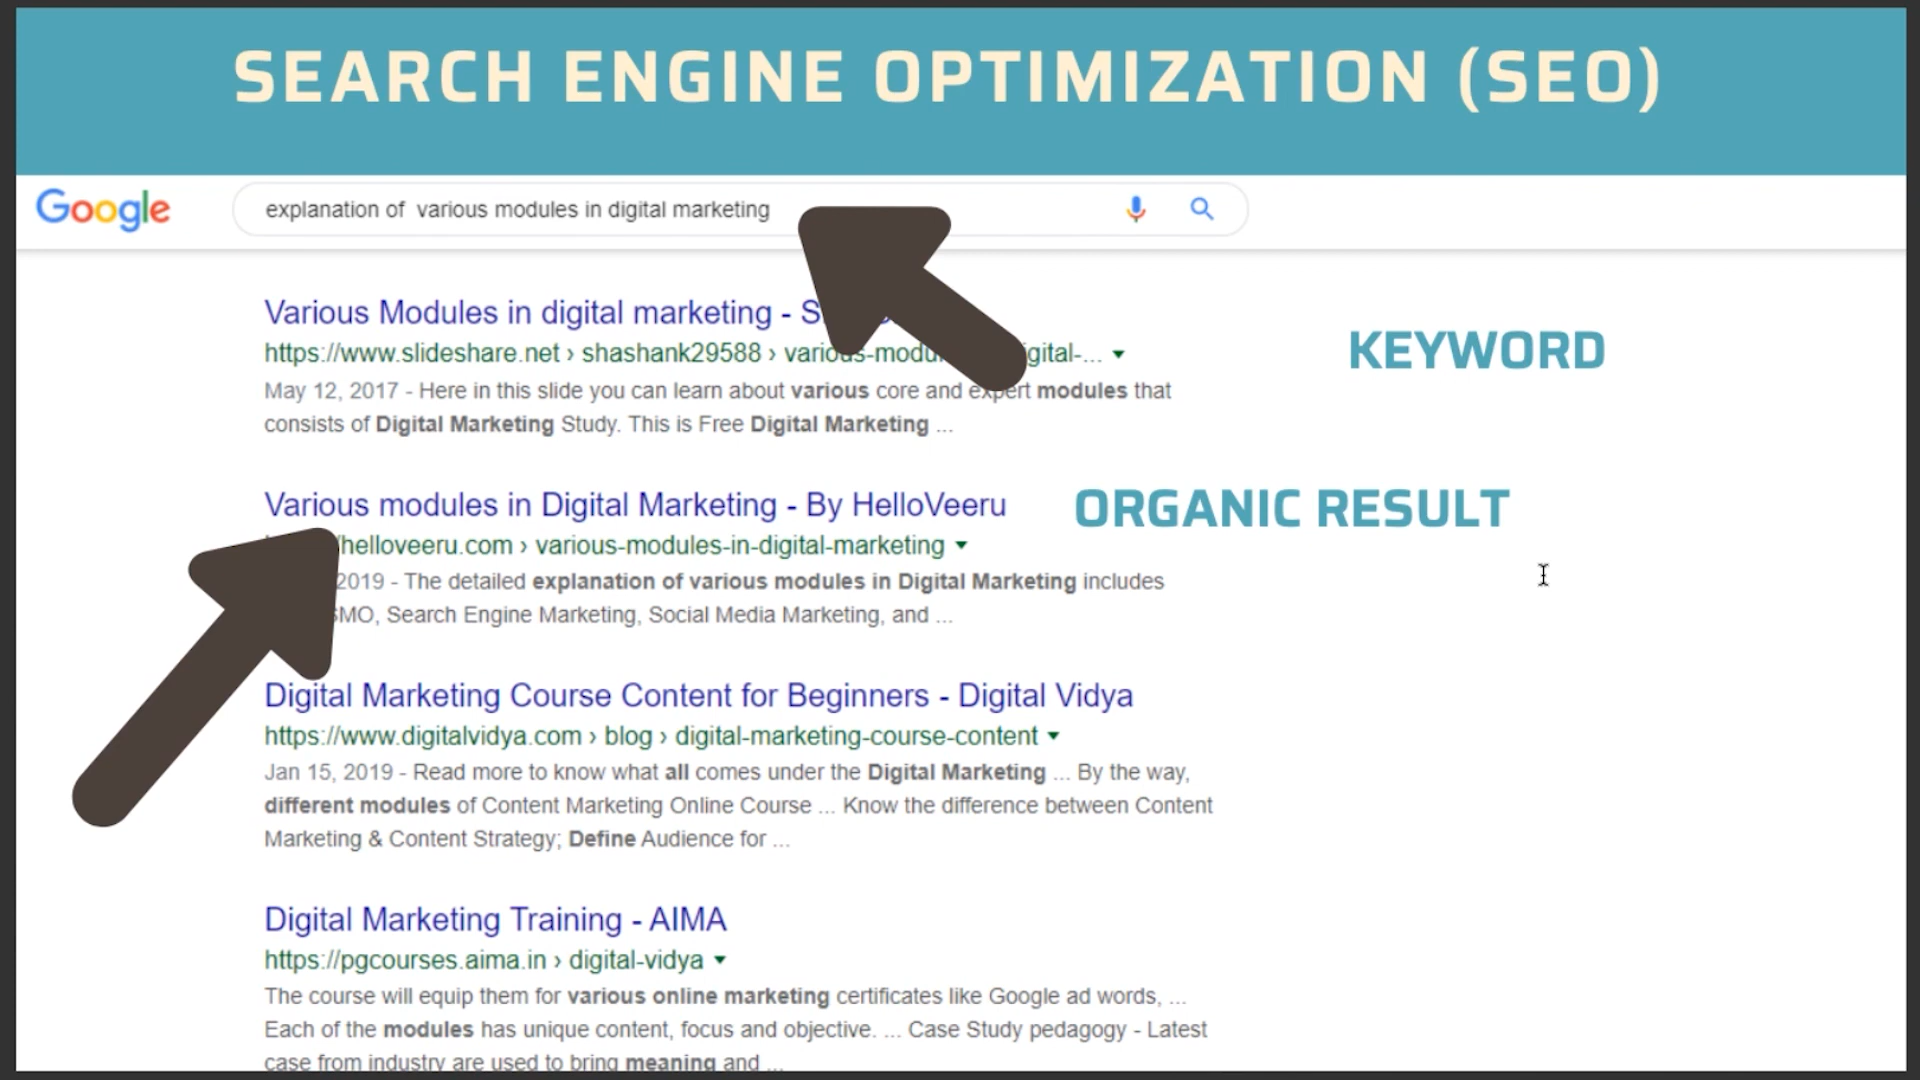 SEARCH ENGINE OPTIMIZATION (SEO)
Google
explanation of various modules in digital marketing
Various Modules in digital marketing - S
https://www.slideshare.net › shashank29588 › various-modu igital-...
KEYWORD
May 12, 2017 - Here in this slide you can learn about various core and expert modules that
consists of Digital Marketing Study. This is Free Digital Marketing ...
Various modules in Digital Marketing - By HelloVeeru
ORGANIC RESULT
helloveeru.com › various-modules-in-digital-marketing
2019 - The detailed explanation of various modules in Digital Marketing includes
SMO, Search Engine Marketing, Social Media Marketing, and ...
Digital Marketing Course Content for Beginners - Digital Vidya
https://www.digitalvidya.com › blog › digital-marketing-course-content
Jan 15, 2019 - Read more to know what all comes under the Digital Marketing ... By the way,
different modules of Content Marketing Online Course ... Know the difference between Content
Marketing & Content Strategy; Define Audience for ...
Digital Marketing Training - AIMA
https://pgcourses.aima.in › digital-vidya
The course will equip them for various online marketing certificates like Google ad words, ...
Each of the modules has unique content, focus and objective. ... Case Study pedagogy - Latest
case from industry are used to bring meaning and ...